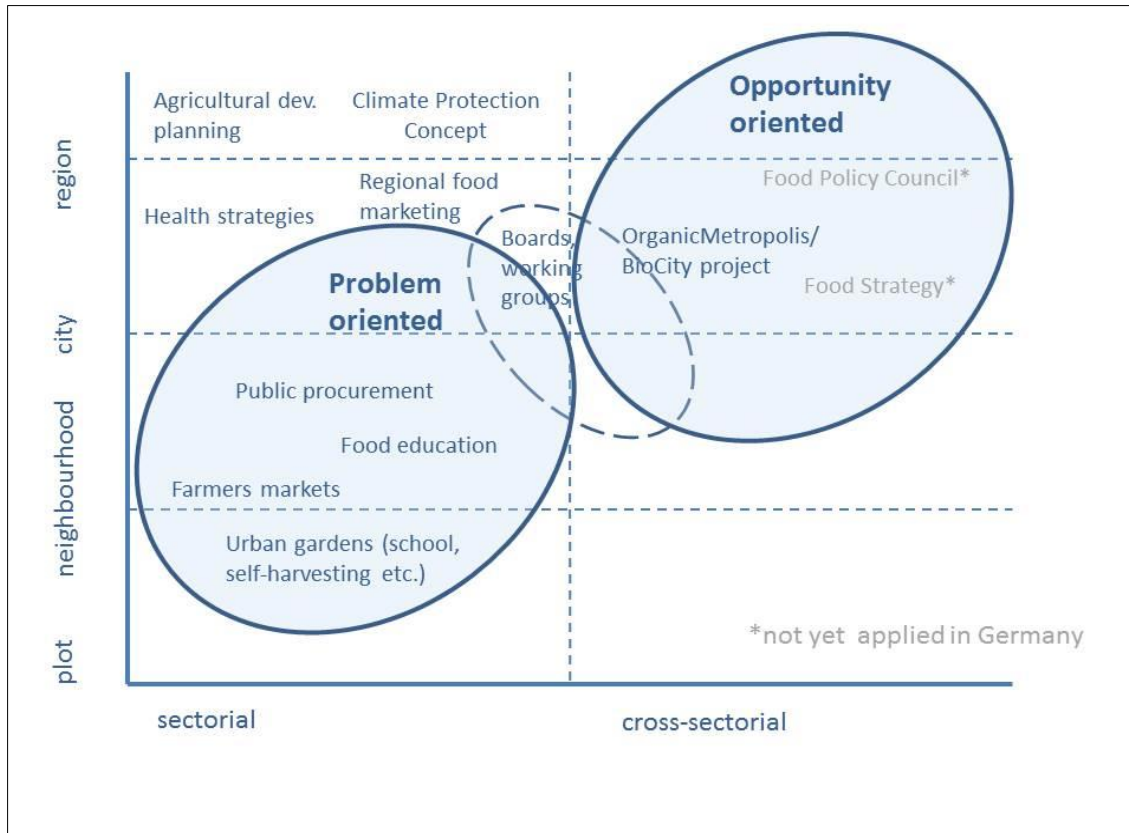 Opportunity
oriented
Agricultural dev.
planning
Climate Protection
Concept
region
Food Policy Council*
Regional food
marketing
Health strategies
Boards,
working
groups
OrganicMetropolis/
BioCity project
Food Strategy*
Problem
oriented
city
Public procurement
Food education
neighbourhood
Farmers markets
Urban gardens (school,
self-harvesting etc.)
plot
*not yet applied in Germany
sectorial
cross-sectorial